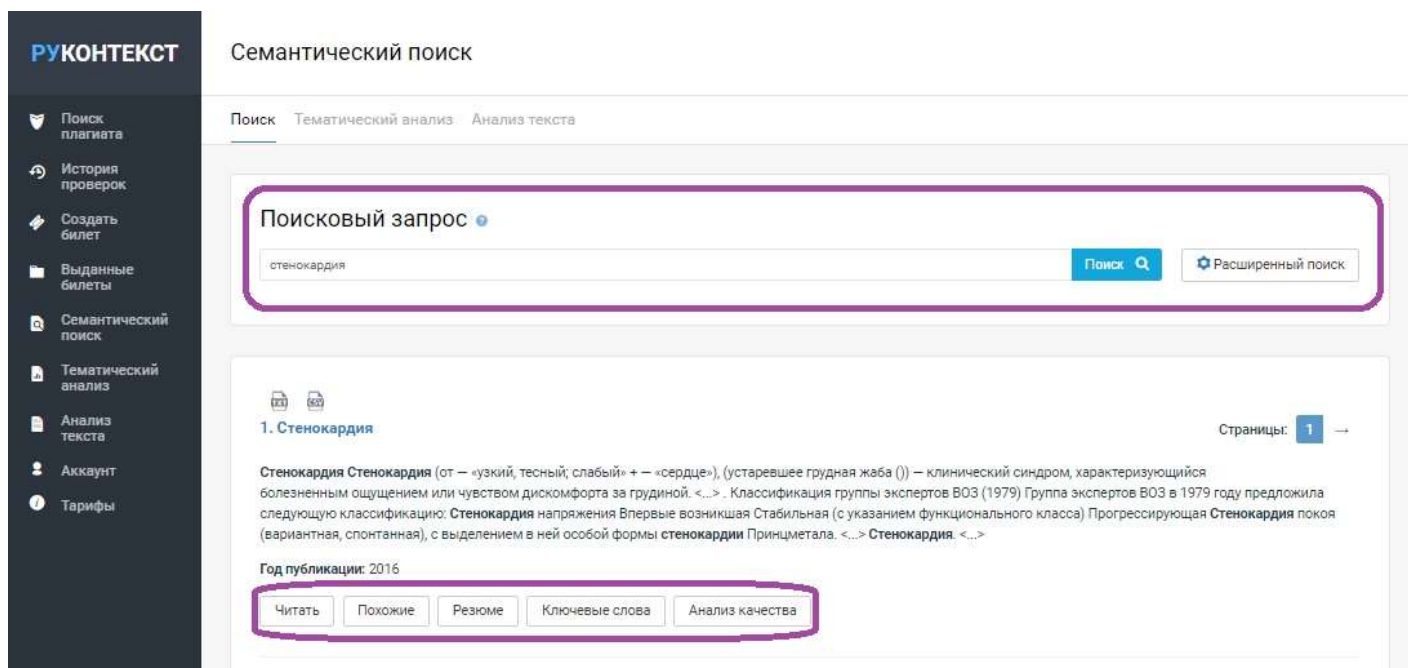 РУКОНТЕКСТ
Поиск
плагиата
История
проверок
Создать
билет
Выданные
билеты
Семантический
поиск
Тематический
анализ
Анализ
текста
Аккаунт
Тарифы
Семантический поиск
Поиск Тематический анализ Анализ текста
Поисковый запрос
стенокардия Поиск Расширенный поиск
1. Стенокардия Страницы: 1 →
Стенокардия Стенокардия (от — «узкий, тесный; слабый» + — «сердце»), (устаревшее грудная жаба ()) — клинический синдром, характеризующийся
болезненным ощущением или чувством дискомфорта за грудиной. <...> . Классификация группы экспертов ВОЗ (1979) Группа экспертов ВОЗ в 1979 году предложила
следующую классификацию: Стенокардия напряжения Впервые возникшая Стабильная (с указанием функционального класса) Прогрессирующая Стенокардия покоя
(вариантная, спонтанная), с выделением в ней особой формы стенокардии Принцметала. <...> Стенокардия. <...>
Год публикации: 2016
Читать Похожие Резюме Ключевые слова Анализ качества